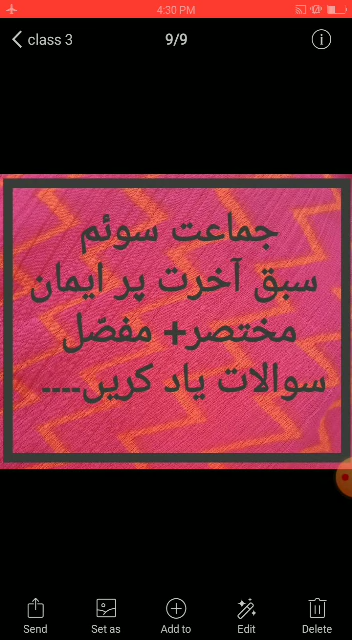 4:30 PM
class 3
9/9
جماعت سوئم
سبق آخرت پر ایمان
مختصر+ مفصّل
سوالات یاد کریں----
Send
Set as
Add to
Edit
Delete